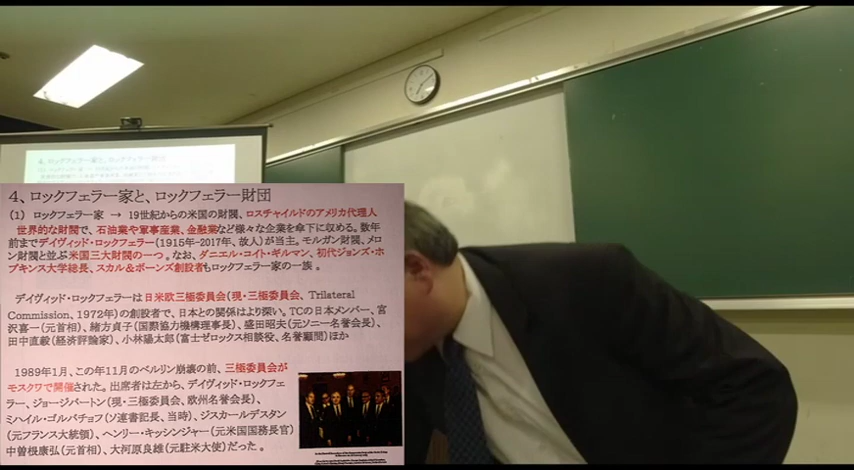 4、ロックフェラー家と、ロックフェラー財団
4、ロックフェラー家と、ロックフェラー財団
(1) ロックフェラー家 → 19世紀からの米国の財閥、ロスチャイルドのアメリカ代理人
世界的な財閥で、石油業や軍事産業、金融業など様々な企業を傘下に収める。数年
前までデイヴィッド・ロックフェラー(1915年-2017年、故人)が当主。モルガン財閥、メロ
ン財閥と並ぶ米国三大財閥の一つ。なお、ダニエル・コイト・ギルマン、初代ジョンズ・ホ
プキンス大学総長、スカル&ボーンズ創設者もロックフェラー家の一族 。
デイヴィッド・ロックフェラーは日米欧三極委員会(現・三極委員会、Trilateral
Commission、1972年)の創設者で、日本との関係はより深い。TCの日本メンバー、宮
沢喜一(元首相)、緒方貞子(国際協力機構理事長)、盛田昭夫(元ソニー名誉会長)、
田中直毅(経済評論家)、小林陽太郎(富士ゼロックス相談役、名誉顧問)ほか
1989年1月、この年11月のベルリン崩壊の前、三極委員会が
モスクワで開催された。出席者は左から、デイヴィッド・ロックフェ
ラー、ジョージバートン(現・三極委員会、欧州名誉会長)、
ミハイル・ゴルバチョフ(ソ連書記長、当時)、ジスカールデスタン
(元フランス大統領)、ヘンリー・キッシンジャー(元米国国務長官)
中曽根康弘(元首相)、大河原良雄(元駐米大使)だった。